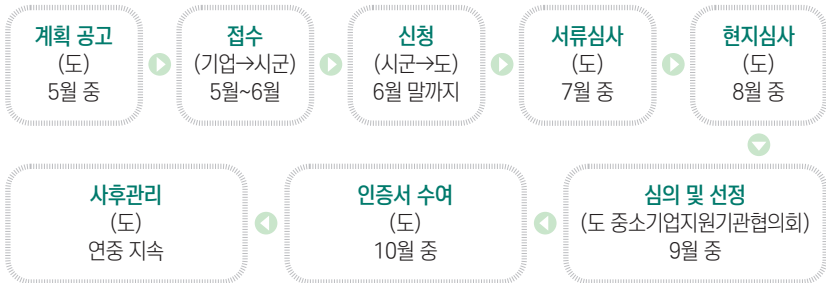 계획 공고
(도)
5월 중
접수
(기업→시군)
5월~6월
신청
(시군→도)
6월 말까지
서류심사
(도)
7월 중
현지심사
(도)
8월 중
심의 및 선정
(도 중소기업지원기관협의회)
9월 중
인증서 수여
(도)
10월 중
사후관리
(도)
연중 지속